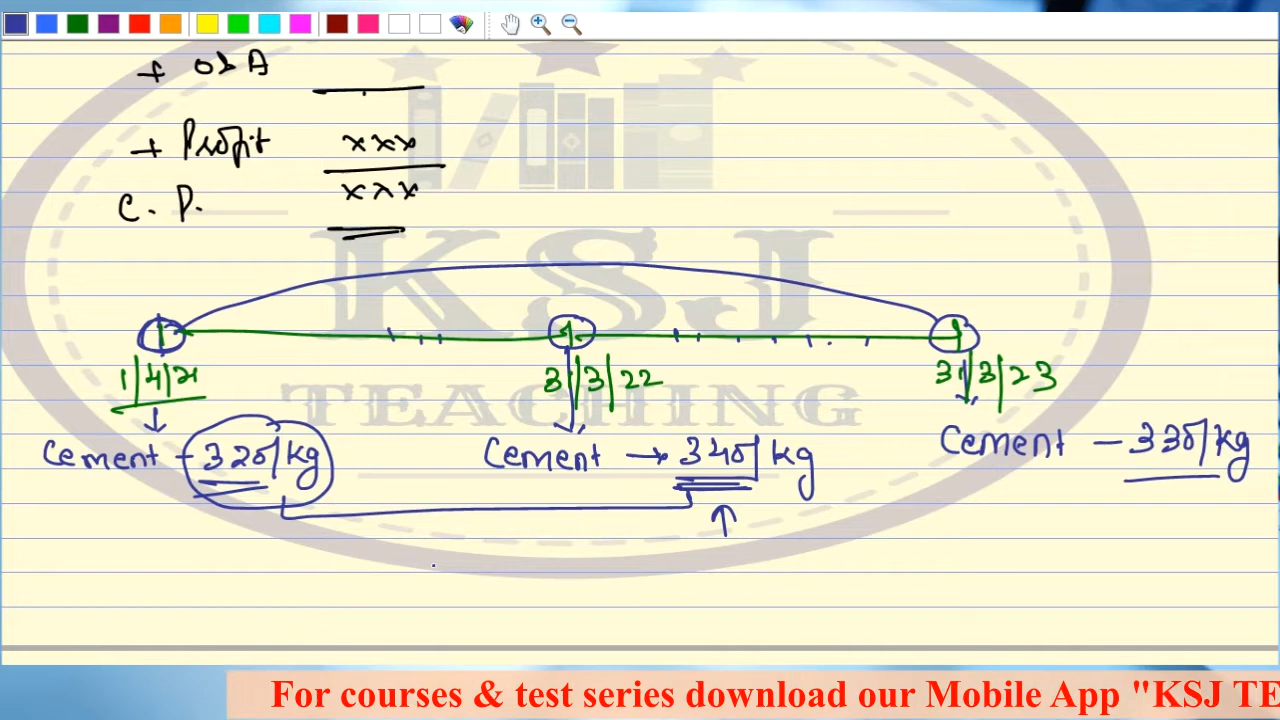 + O&A
+ Profit xxx
C. P. xxx
KSJ
TEACHING
1|4|21 31|3|22 31|3|23
Cement - 320/kg Cement → 340/kg Cement - 330/kg
For courses & test series download our Mobile App "KSJ TE